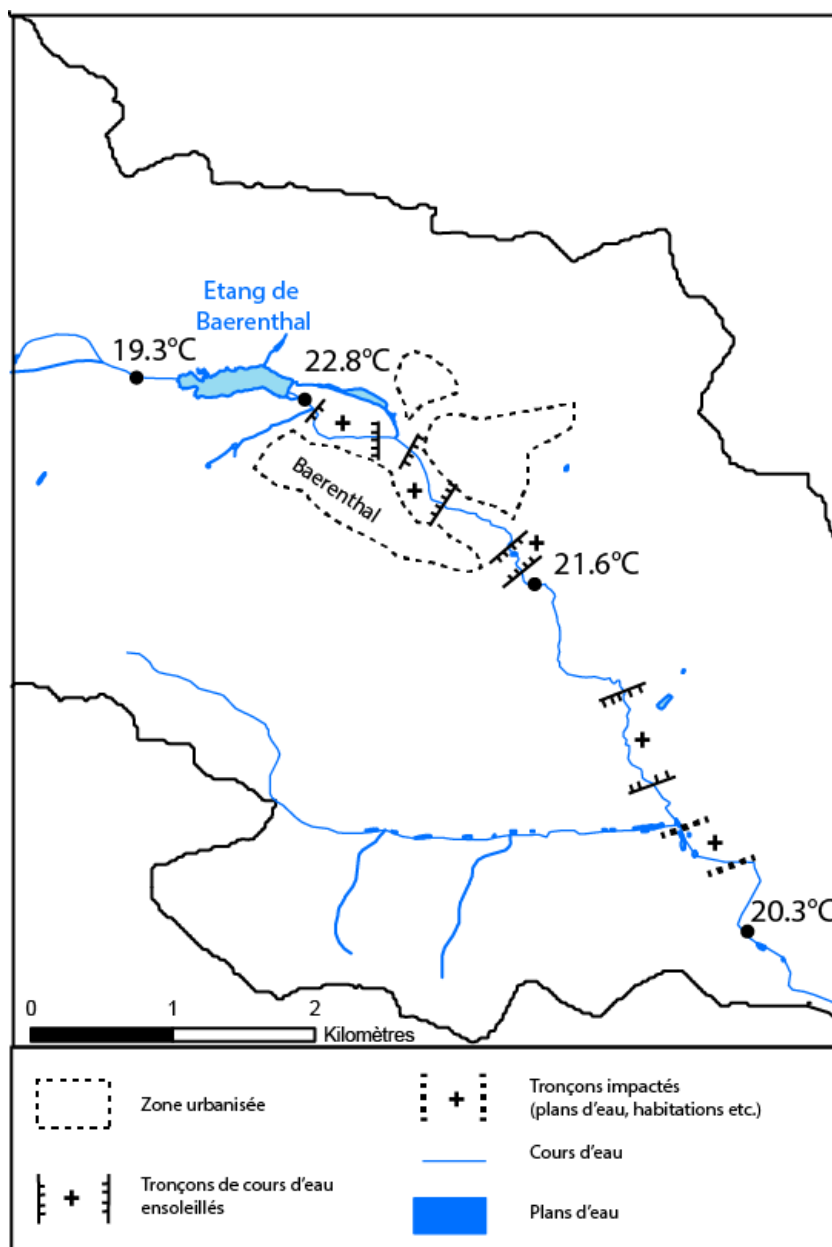 Etang de
Baerenthal
19.3°C
22.8°C
Baerenthal
21.6°C
20.3°C
0 1 2
Kilomètres
Zone urbanisée
Tronçons impactés
(plans d'eau, habitations etc.)
Cours d'eau
Tronçons de cours d'eau
ensoleillés
Plans d'eau